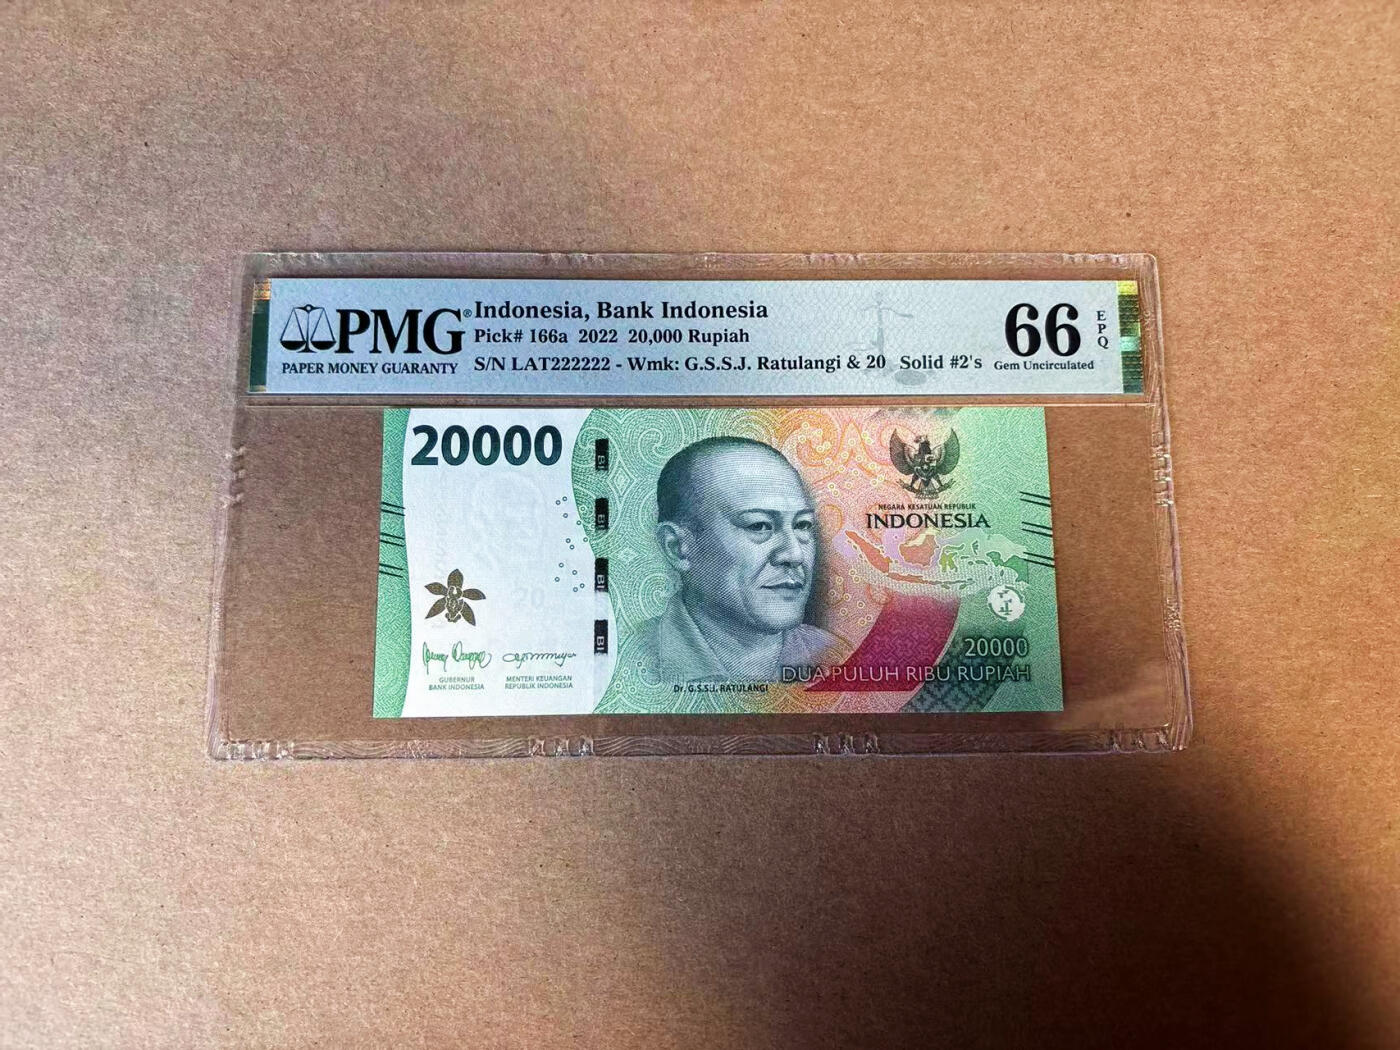 PMG®
PAPER MONEY GUARANTY
Indonesia, Bank Indonesia
Pick# 166a 2022 20,000 Rupiah
S/N LAT222222 - Wmk: G.S.S.J. Ratulangi & 20 Solid #2's
66
EPQ
Gem Uncirculated
20000
BI
BI
BI
BI
NEGARA KESATUAN REPUBLIK
INDONESIA
20
GUBERNUR
BANK INDONESIA
MENTERI KEUANGAN
REPUBLIK INDONESIA
Dr. G.S.S.J. RATULANGI
20000
DUA PULUH RIBU RUPIAH